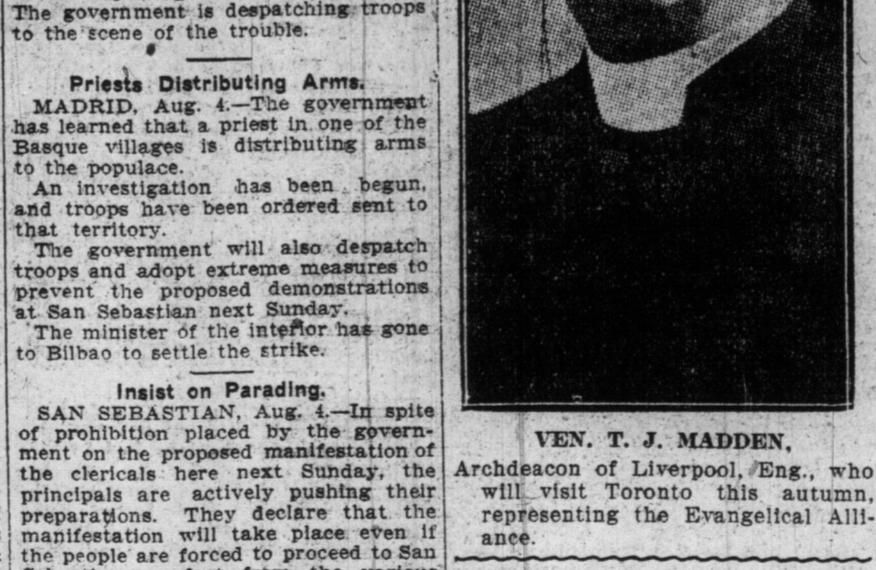 The government is despatching troops
to the scene of the trouble.
Priests Distributing Arms.
MADRID, Aug. 4.—The government
has learned that a priest in one of the
Basque villages is distributing arms
to the populace.
An investigation has been begun,
and troops have been ordered sent to
that territory.
The government will also despatch
troops and adopt extreme measures to
prevent the proposed demonstrations
at San Sebastian next Sunday.
The minister of the interior has gone
to Bilbao to settle the strike.
Insist on Parading.
SAN SEBASTIAN, Aug. 4.—In spite
of prohibition placed by the govern-
ment on the proposed manifestation of
the clericals here next Sunday, the
principals are actively pushing their
preparations. They declare that the
manifestation will take place even if
the people are forced to proceed to San
VEN. T. J. MADDEN,
Archdeacon of Liverpool, Eng., who
will visit Toronto this autumn,
representing the Evangelical Alli-
ance.